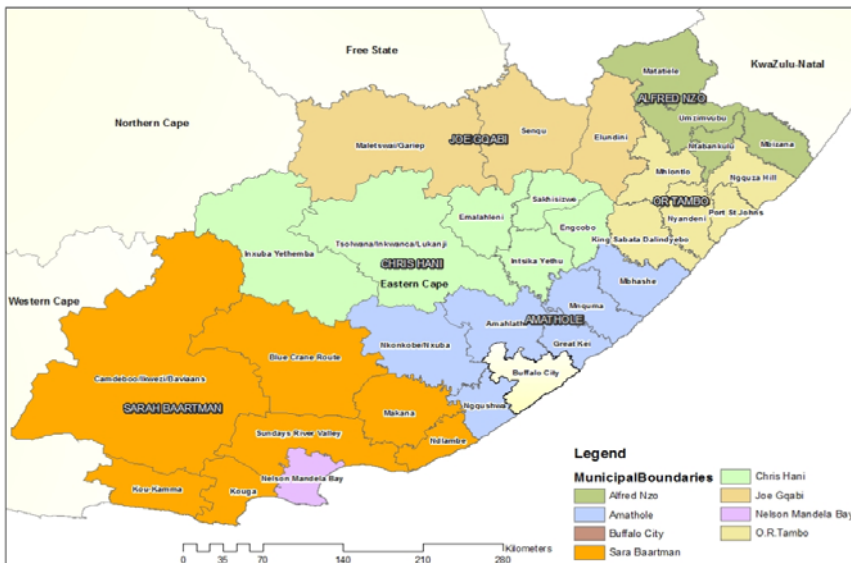 Free State
KwaZulu-Natal
Northern Cape
Matatiele
ALFRED NZO
Umzimvubu
Ntabankulu
Mbizana
Maletswai/Gariep
JOE GQABI
Senqu
Elundini
Mhlontlo
Ngquza Hill
OR TAMBO
Port St Johns
Nyandeni
King Sabata Dalindyebo
Sakhisizwe
Emalahleni
Engcobo
Inxuba Yethemba
Tsolwana/Inkwanca/Lukanji
Intsika Yethu
CHRIS HANI
Eastern Cape
Western Cape
Mbhashe
Mnquma
AMATHOLE
Amahlathi
Great Kei
Nkonkobe/Nxuba
Blue Crane Route
Buffalo City
Camdeboo/Ikwezi/Baviaans
SARAH BAARTMAN
Makana
Ngqushwa
Sundays River Valley
Ndlambe
Nelson Mandela Bay
Kou-Kamma
Kouga
Legend
MunicipalBoundaries
Alfred Nzo
Amathole
Buffalo City
Sara Baartman
Chris Hani
Joe Gqabi
Nelson Mandela Bay
O.R.Tambo
Kilometers
0 35 70 140 210 280